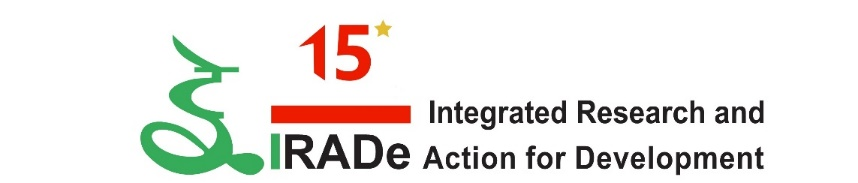 15
Integrated Research and
IRADe Action for Development